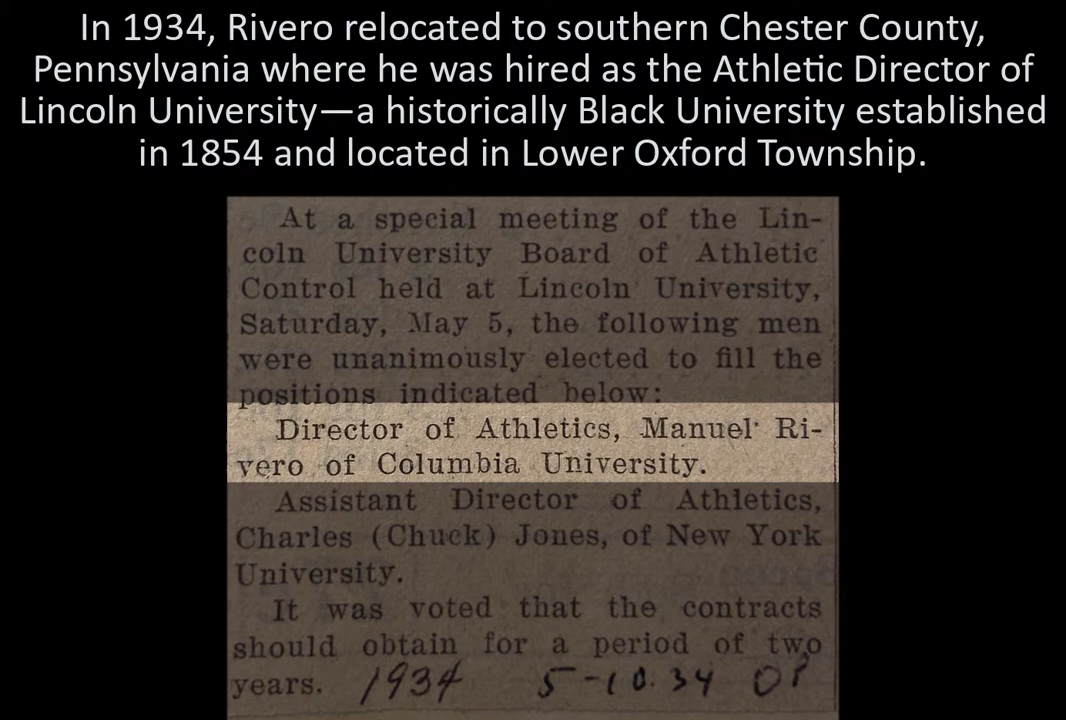 In 1934, Rivero relocated to southern Chester County,
Pennsylvania where he was hired as the Athletic Director of
Lincoln University—a historically Black University established
in 1854 and located in Lower Oxford Township.
At a special meeting of the Lin-
coln University Board of Athletic
Control held at Lincoln University,
Saturday, May 5, the following men
were unanimously elected to fill the
positions indicated below:
Director of Athletics, Manuel Ri-
vero of Columbia University.
Assistant Director of Athletics,
Charles (Chuck) Jones, of New York
University.
It was voted that the contracts
should obtain for a period of two
years. 1934 5-10.34 OP